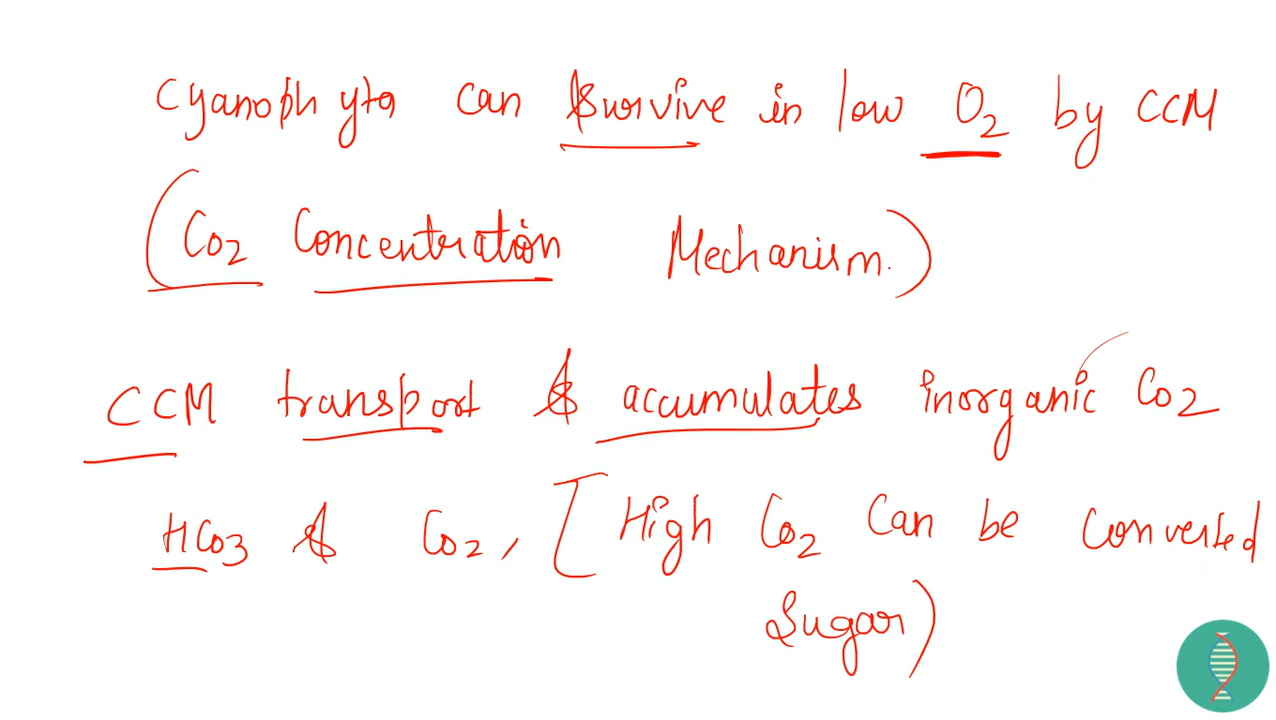 Cyanophyta can survive in low O2 by CCM
(CO2 Concentration Mechanism.)
CCM transport & accumulates inorganic CO2
HCO3 & CO2, [High CO2 can be converted
Sugar)